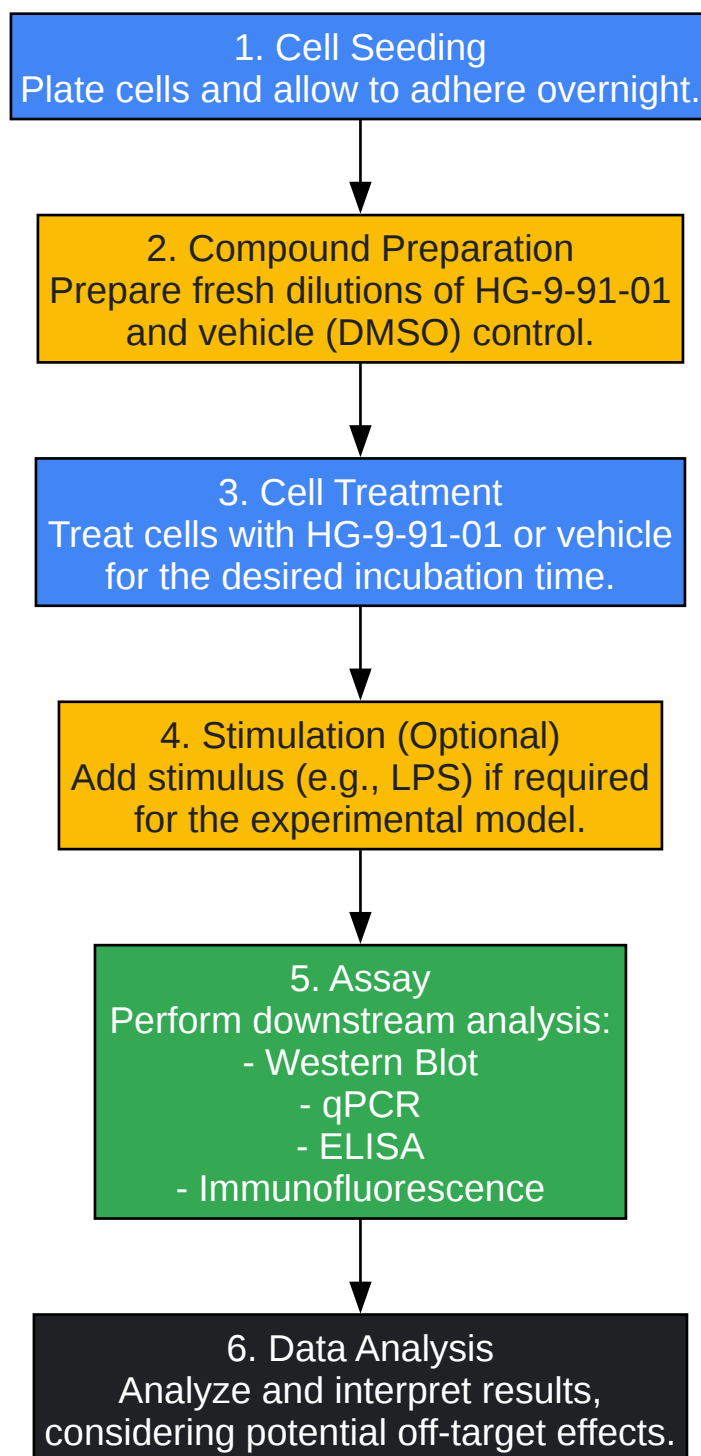 1. Cell Seeding
Plate cells and allow to adhere overnight.
2. Compound Preparation
Prepare fresh dilutions of HG-9-91-01
and vehicle (DMSO) control.
3. Cell Treatment
Treat cells with HG-9-91-01 or vehicle
for the desired incubation time.
4. Stimulation (Optional)
Add stimulus (e.g., LPS) if required
for the experimental model.
5. Assay
Perform downstream analysis:
- Western Blot
- qPCR
- ELISA
- Immunofluorescence
6. Data Analysis
Analyze and interpret results,
considering potential off-target effects.